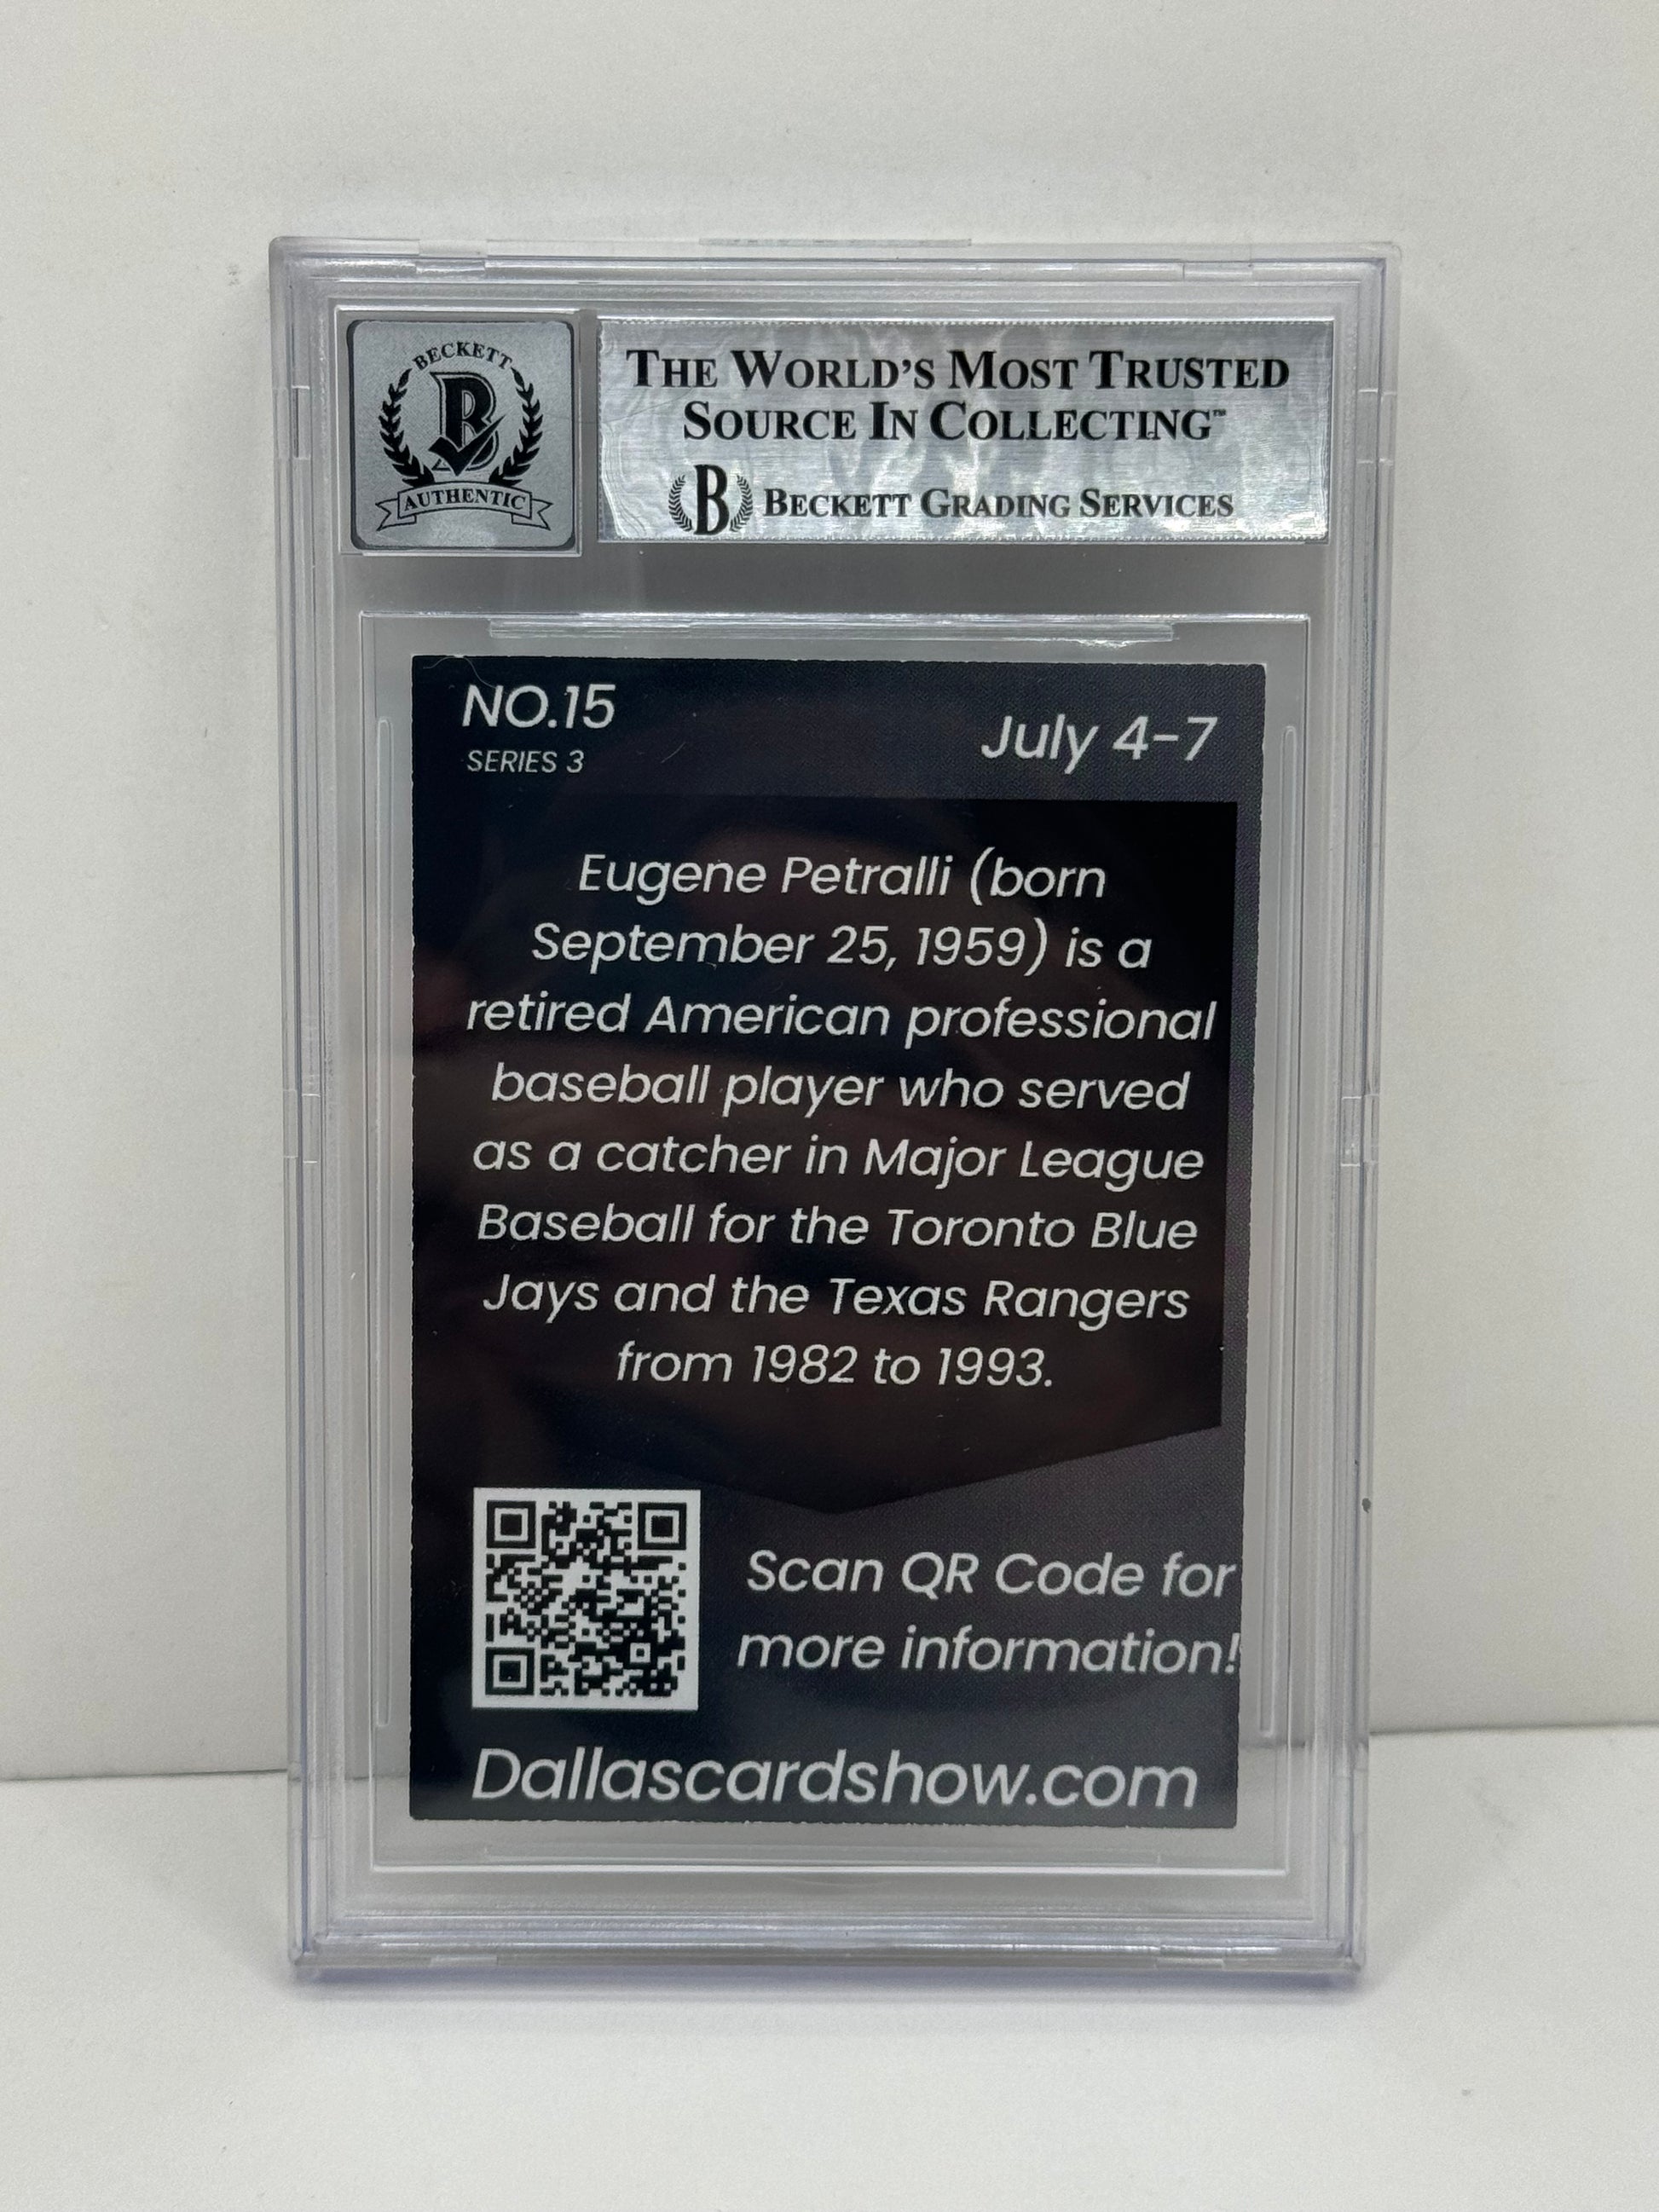 BECKETT
B
AUTHENTIC
THE WORLD'S MOST TRUSTED
SOURCE IN COLLECTING™
B BECKETT GRADING SERVICES
NO.15
SERIES 3
July 4-7
Eugene Petralli (born
September 25, 1959) is a
retired American professional
baseball player who served
as a catcher in Major League
Baseball for the Toronto Blue
Jays and the Texas Rangers
from 1982 to 1993.
Scan QR Code for
more information!
Dallascardshow.com